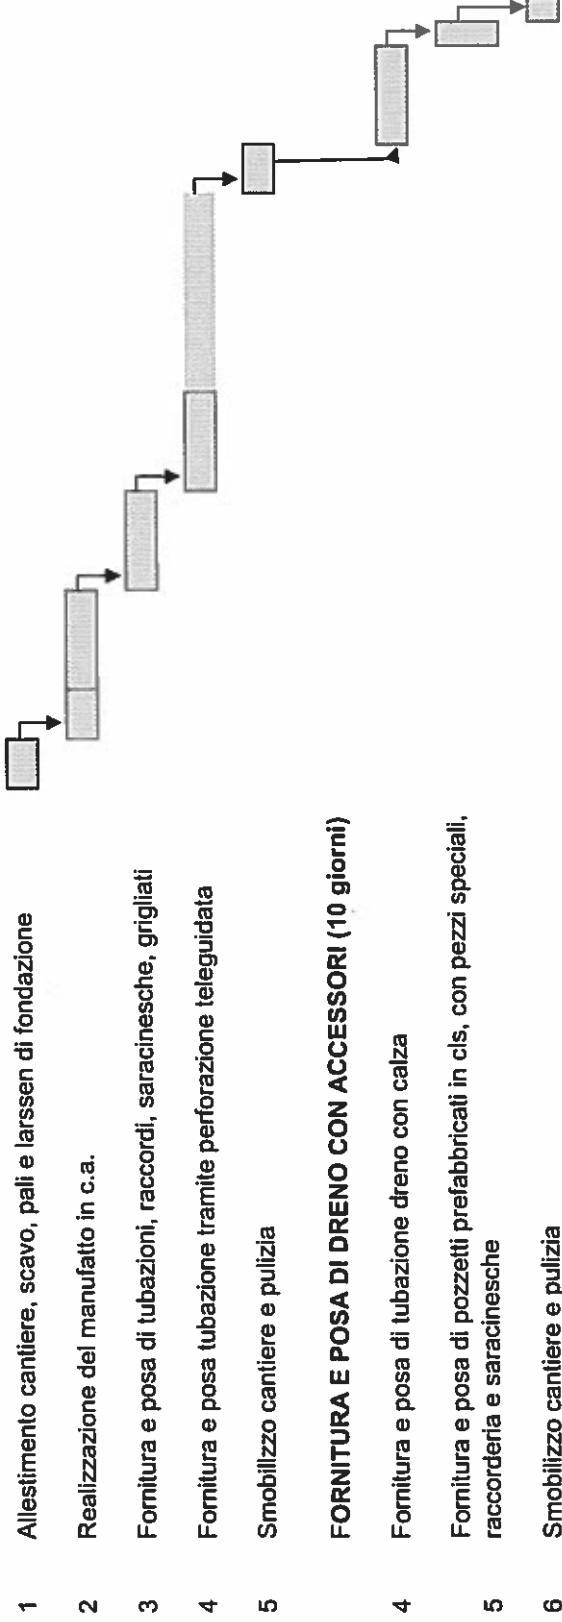 1 Allestimento cantiere, scavo, pali e larssen di fondazione
2 Realizzazione del manufatto in c.a.
3 Fornitura e posa di tubazioni, raccordi, saracinesche, grigliati
4 Fornitura e posa tubazione tramite perforazione teleguidata
5 Smobilizzo cantiere e pulizia
FORNITURA E POSA DI DRENO CON ACCESSORI (10 giorni)
4 Fornitura e posa di tubazione dreno con calza
Fornitura e posa di pozzetti prefabbricati in cls, con pezzi speciali,
5 raccorderia e saracinesche
6 Smobilizzo cantiere e pulizia